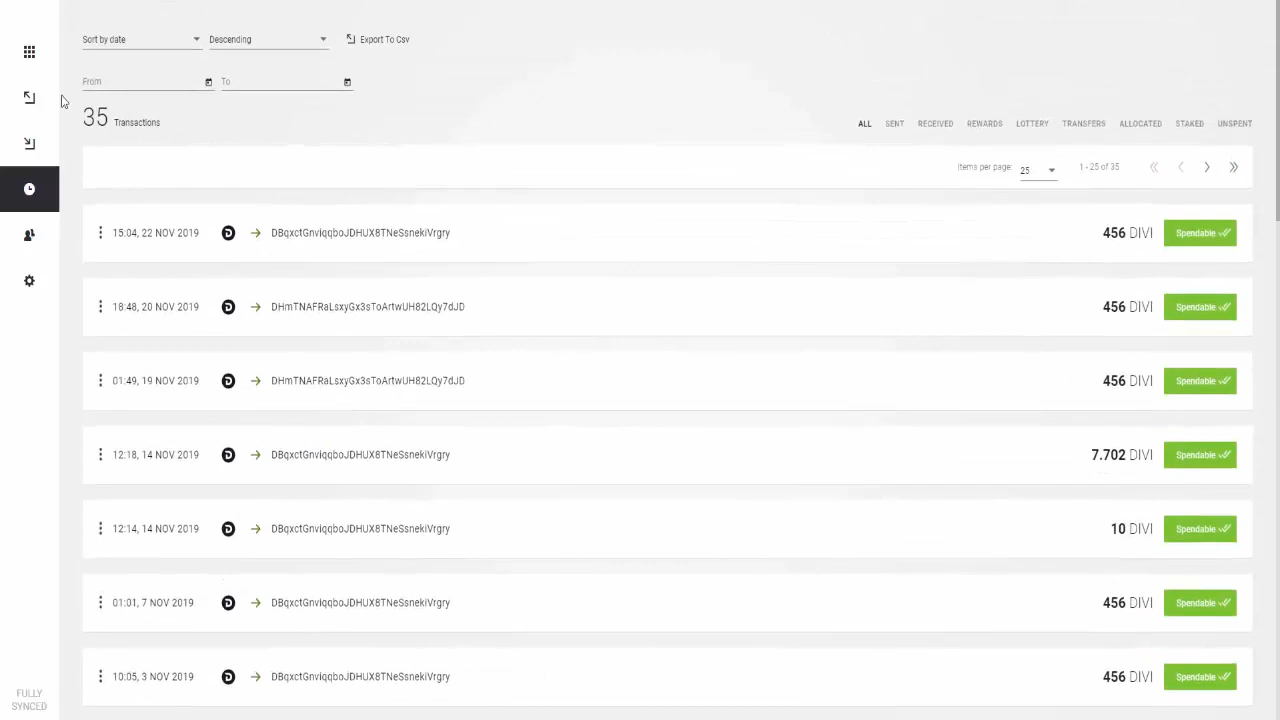 Sort by date Descending Export To Csv
From To
35 Transactions ALL SENT RECEIVED REWARDS LOTTERY TRANSFERS ALLOCATED STAKED UNSPENT
Items per page: 25 1 - 25 of 35
15:04, 22 NOV 2019 DBqxctGnviqqboJDHUX8TNeSsnekiVrgry 456 DIVI Spendable
18:48, 20 NOV 2019 DHmTNAFRaLsxyGx3sToArtwUH82LQy7dJD 456 DIVI Spendable
01:49, 19 NOV 2019 DHmTNAFRaLsxyGx3sToArtwUH82LQy7dJD 456 DIVI Spendable
12:18, 14 NOV 2019 DBqxctGnviqqboJDHUX8TNeSsnekiVrgry 7.702 DIVI Spendable
12:14, 14 NOV 2019 DBqxctGnviqqboJDHUX8TNeSsnekiVrgry 10 DIVI Spendable
01:01, 7 NOV 2019 DBqxctGnviqqboJDHUX8TNeSsnekiVrgry 456 DIVI Spendable
10:05, 3 NOV 2019 DBqxctGnviqqboJDHUX8TNeSsnekiVrgry 456 DIVI Spendable
FULLY
SYNCED